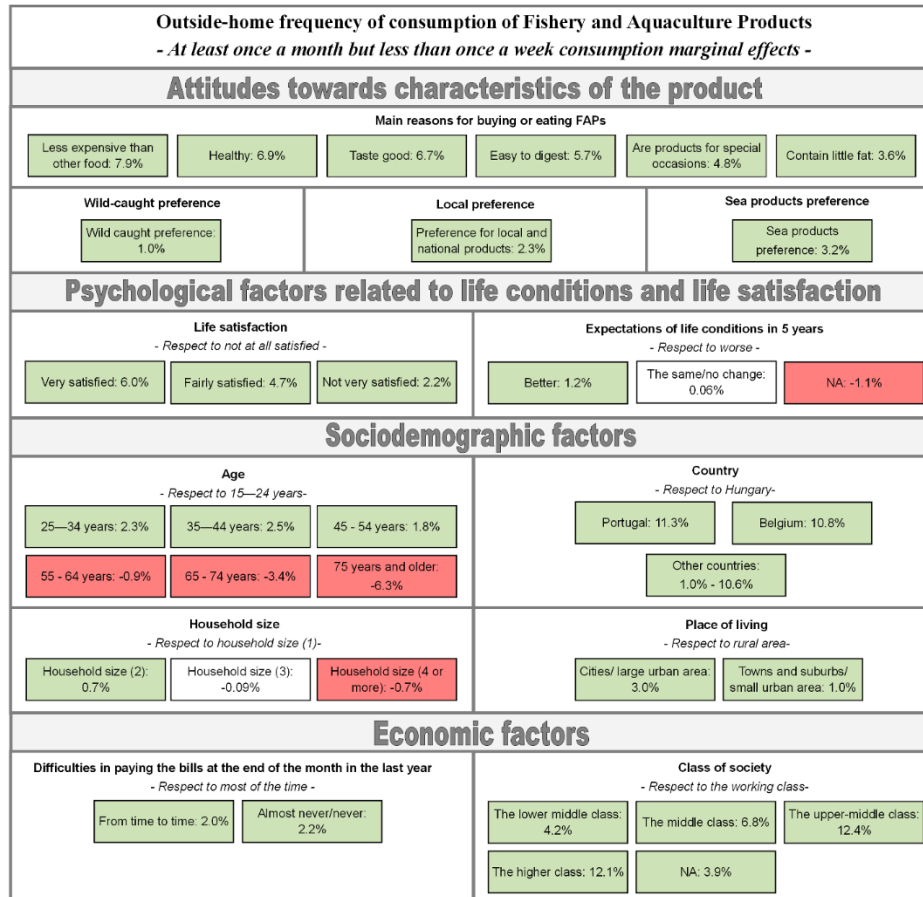 Outside-home frequency of consumption of Fishery and Aquaculture Products
- At least once a month but less than once a week consumption marginal effects -
Attitudes towards characteristics of the product
Main reasons for buying or eating FAPs
Less expensive than
other food: 7.9%
Healthy: 6.9%
Taste good: 6.7%
Easy to digest: 5.7%
Are products for special
occasions: 4.8%
Contain little fat: 3.6%
Wild-caught preference
Wild caught preference:
1.0%
Local preference
Preference for local and
national products: 2.3%
Sea products preference
Sea products
preference: 3.2%
Psychological factors related to life conditions and life satisfaction
Life satisfaction
- Respect to not at all satisfied -
Very satisfied: 6.0%
Fairly satisfied: 4.7%
Not very satisfied: 2.2%
Expectations of life conditions in 5 years
- Respect to worse -
Better: 1.2%
The same/no change:
0.06%
NA: -1.1%
Sociodemographic factors
Age
- Respect to 15—24 years-
25—34 years: 2.3%
35—44 years: 2.5%
45 - 54 years: 1.8%
55 - 64 years: -0.9%
65 - 74 years: -3.4%
75 years and older:
-6.3%
Country
- Respect to Hungary-
Portugal: 11.3%
Belgium: 10.8%
Other countries:
1.0% - 10.6%
Household size
- Respect to household size (1)-
Household size (2):
0.7%
Household size (3):
-0.09%
Household size (4 or
more): -0.7%
Place of living
- Respect to rural area-
Cities/ large urban area:
3.0%
Towns and suburbs/
small urban area: 1.0%
Economic factors
Difficulties in paying the bills at the end of the month in the last year
- Respect to most of the time -
From time to time: 2.0%
Almost never/never:
2.2%
Class of society
- Respect to the working class-
The lower middle class:
4.2%
The middle class: 6.8%
The upper-middle class:
12.4%
The higher class: 12.1%
NA: 3.9%